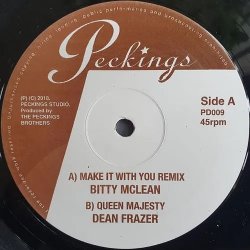 Peckings
(P) (C) 2010,
PECKINGS STUDIO.
Produced by
THE PECKINGS
BROTHERS
Side A
PD009
45rpm
A) MAKE IT WITH YOU REMIX
BITTY MCLEAN
B) QUEEN MAJESTY
DEAN FRAZER